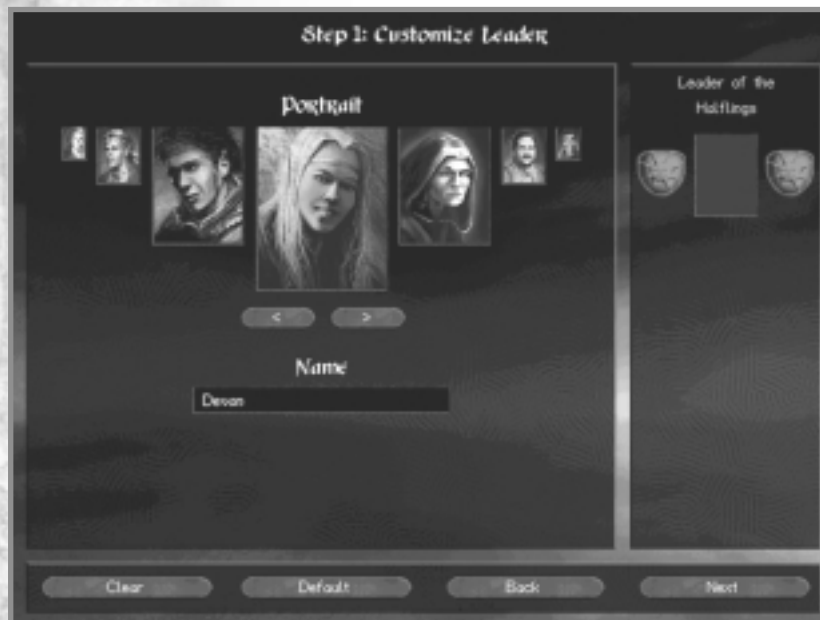 Step 1: Customize Leader
Portrait
Leader of the
Halflings
< >
Name
Devan
Clear Default Back Next